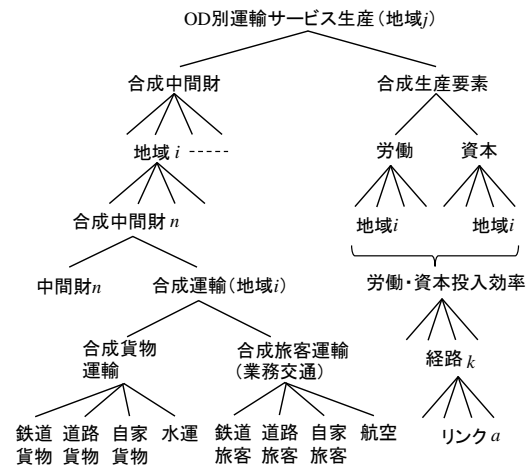 OD別運輸サービス生産(地域j)
合成中間財
合成生産要素
地域 i -----
労働
資本
地域i
地域i
合成中間財 n
労働・資本投入効率
中間財n
合成運輸(地域i)
合成貨物
運輸
合成旅客運輸
(業務交通)
経路 k
鉄道
貨物
道路
貨物
自家
貨物
水運
鉄道
旅客
道路
旅客
自家
旅客
航空
リンク a